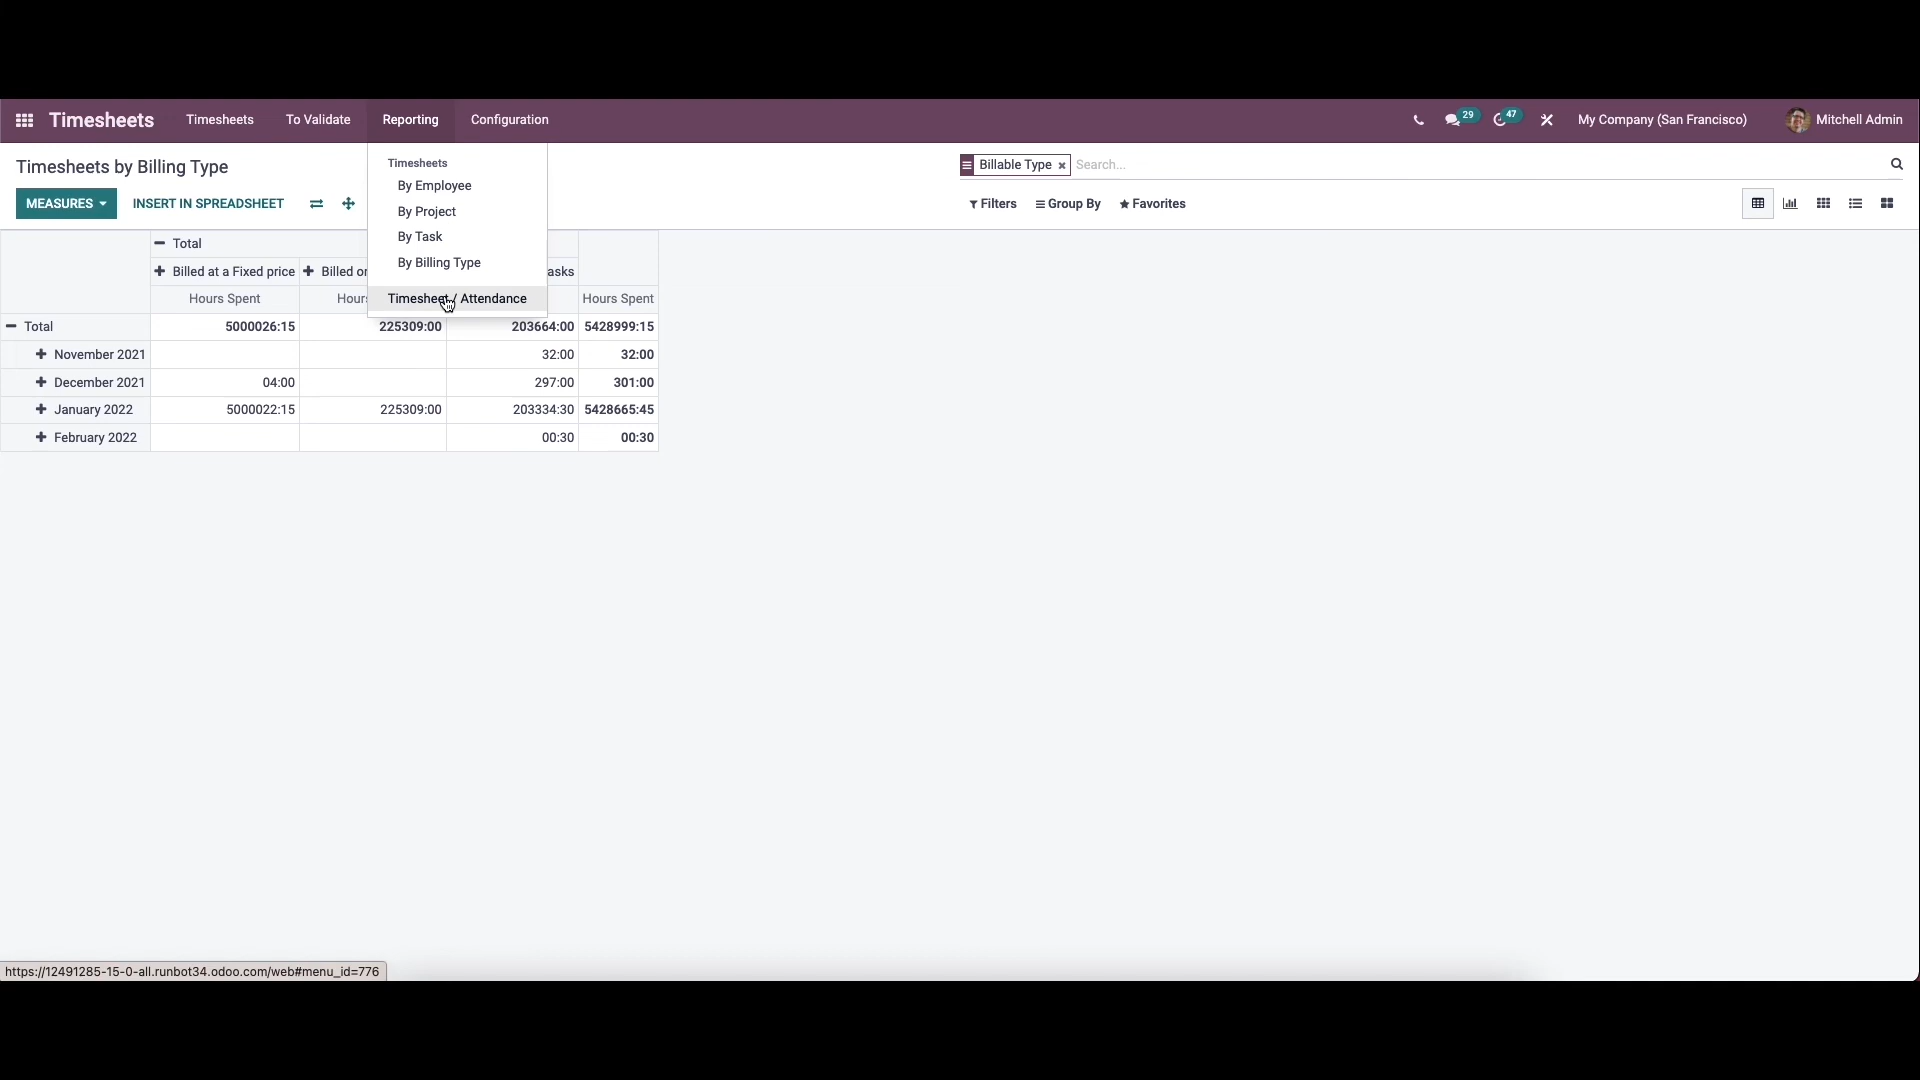 Timesheets Timesheets To Validate Reporting Configuration 29 47 My Company (San Francisco) Mitchell Admin
Timesheets by Billing Type Timesheets Billable Type × Search...
By Employee
MEASURES INSERT IN SPREADSHEET By Project Filters Group By Favorites
By Task
Total
By Billing Type
Billed at a Fixed price Billed asks
Hours Spent Timesheet / Attendance Hours Spent
Total 5000026:15 225309:00 203664:00 5428999:15
November 2021 32:00 32:00
December 2021 04:00 297:00 301:00
January 2022 5000022:15 225309:00 203334:30 5428665:45
February 2022 00:30 00:30
https://12491285-15-0-all.runbot34.odoo.com/web#menu_id=776